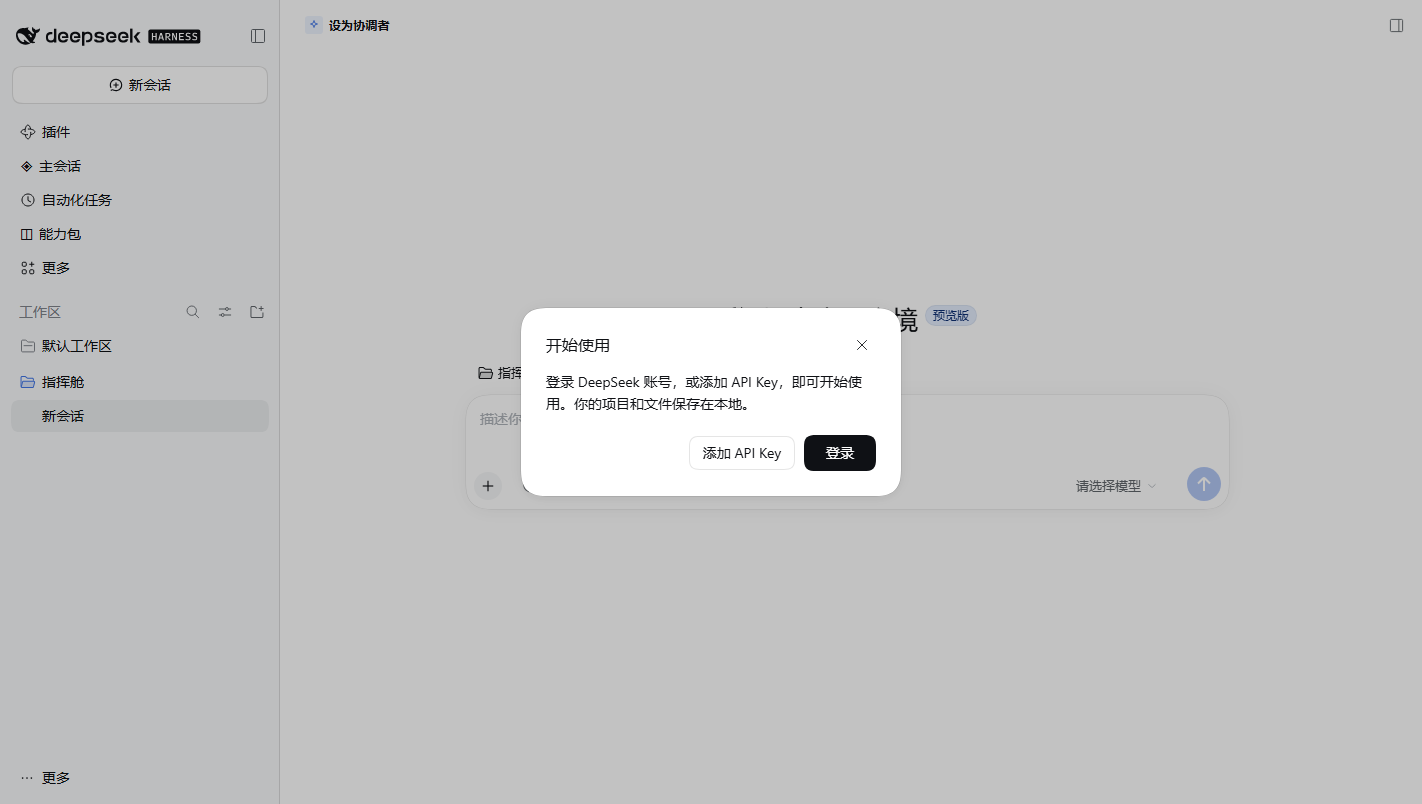 deepseek HARNESS
新会话
插件
主会话
自动化任务
能力包
更多
工作区
默认工作区
指挥舱
新会话
更多
设为协调者
境 预览版
指挥
描述你
请选择模型
开始使用
登录 DeepSeek 账号，或添加 API Key，即可开始使
用。你的项目和文件保存在本地。
添加 API Key
登录